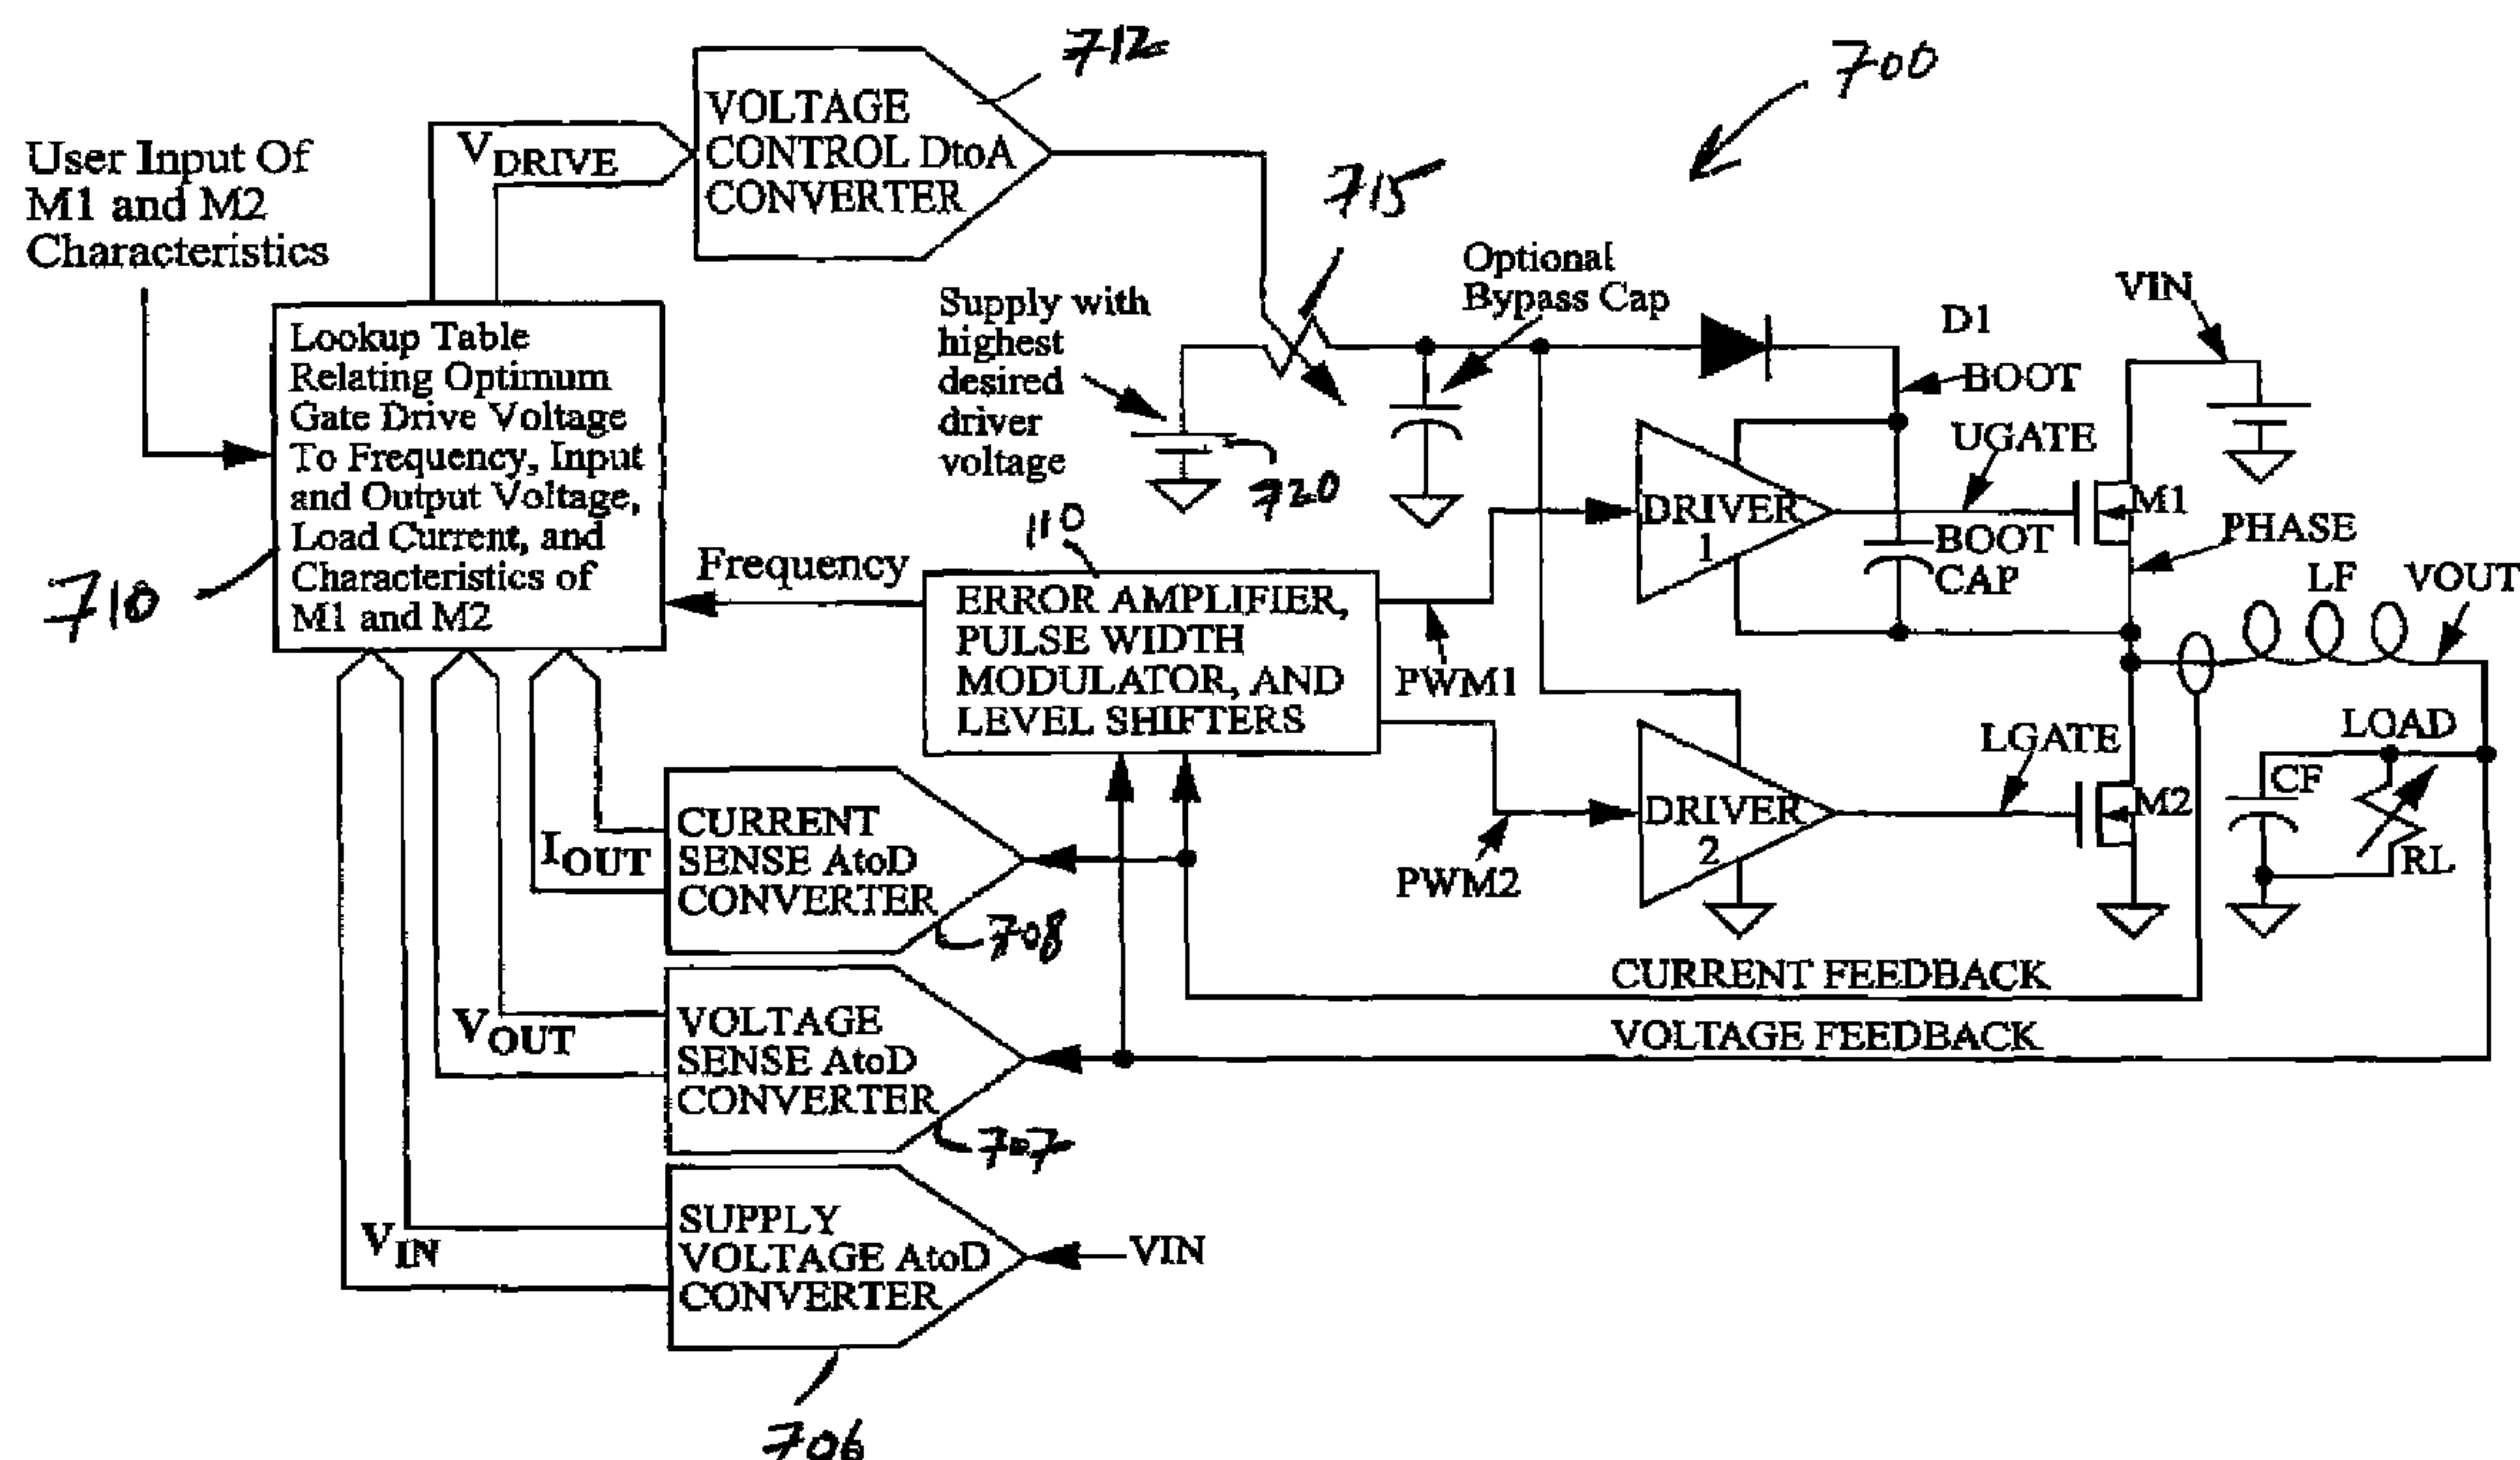 712
700
VOLTAGE
CONTROL DtoA
CONVERTER
VDRIVE
User Input Of
M1 and M2
Characteristics
715
Optional
Bypass Cap
VIN
Supply with
highest
desired
driver
voltage
D1
BOOT
Lookup Table
Relating Optimum
Gate Drive Voltage
To Frequency, Input
and Output Voltage,
Load Current, and
Characteristics of
M1 and M2
UGATE
720
M1
DRIVER
1
110
PHASE
BOOT
CAP
710
Frequency
LF
VOUT
ERROR AMPLIFIER,
PULSE WIDTH
MODULATOR, AND
LEVEL SHIFTERS
PWM1
LGATE
LOAD
CF
M2
DRIVER
2
RL
PWM2
CURRENT
SENSE AtoD
CONVERTER
IOUT
708
CURRENT FEEDBACK
VOLTAGE
SENSE AtoD
CONVERTER
VOUT
VOLTAGE FEEDBACK
707
SUPPLY
VOLTAGE AtoD
CONVERTER
VIN
VIN
706